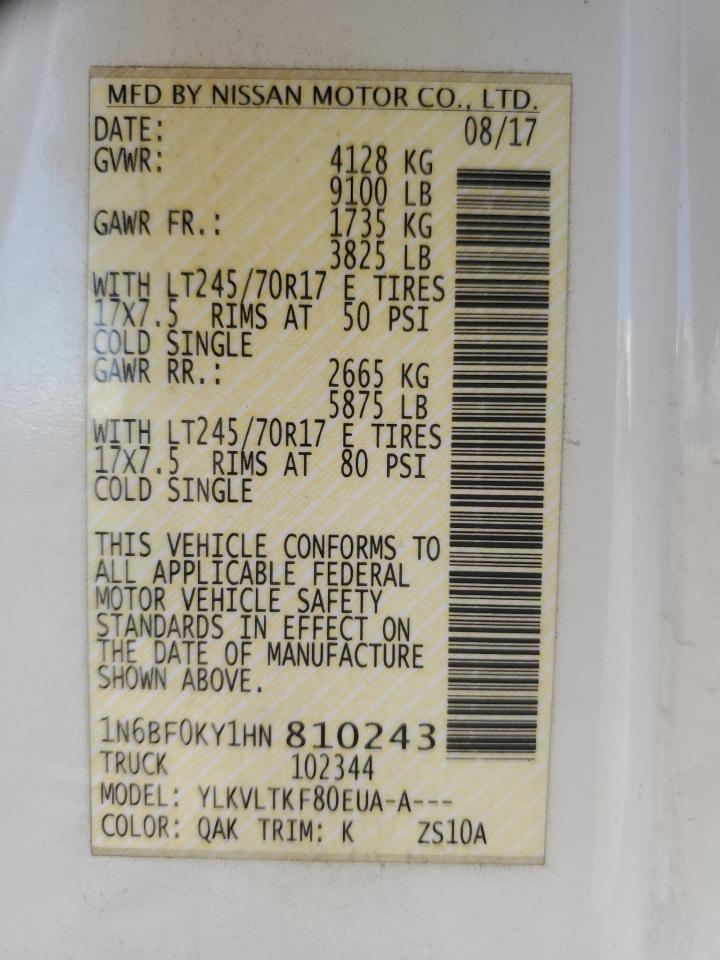 MFD BY NISSAN MOTOR CO., LTD.
DATE: 08/17
GVWR: 4128 KG
9100 LB
GAWR FR.: 1735 KG
3825 LB
WITH LT245/70R17 E TIRES
17X7.5 RIMS AT 50 PSI
COLD SINGLE
GAWR RR.: 2665 KG
5875 LB
WITH LT245/70R17 E TIRES
17X7.5 RIMS AT 80 PSI
COLD SINGLE
THIS VEHICLE CONFORMS TO
ALL APPLICABLE FEDERAL
MOTOR VEHICLE SAFETY
STANDARDS IN EFFECT ON
THE DATE OF MANUFACTURE
SHOWN ABOVE.
1N6BF0KY1HN 810243
TRUCK 102344
MODEL: YLKVLTKF80EUA-A---
COLOR: QAK TRIM: K ZS10A